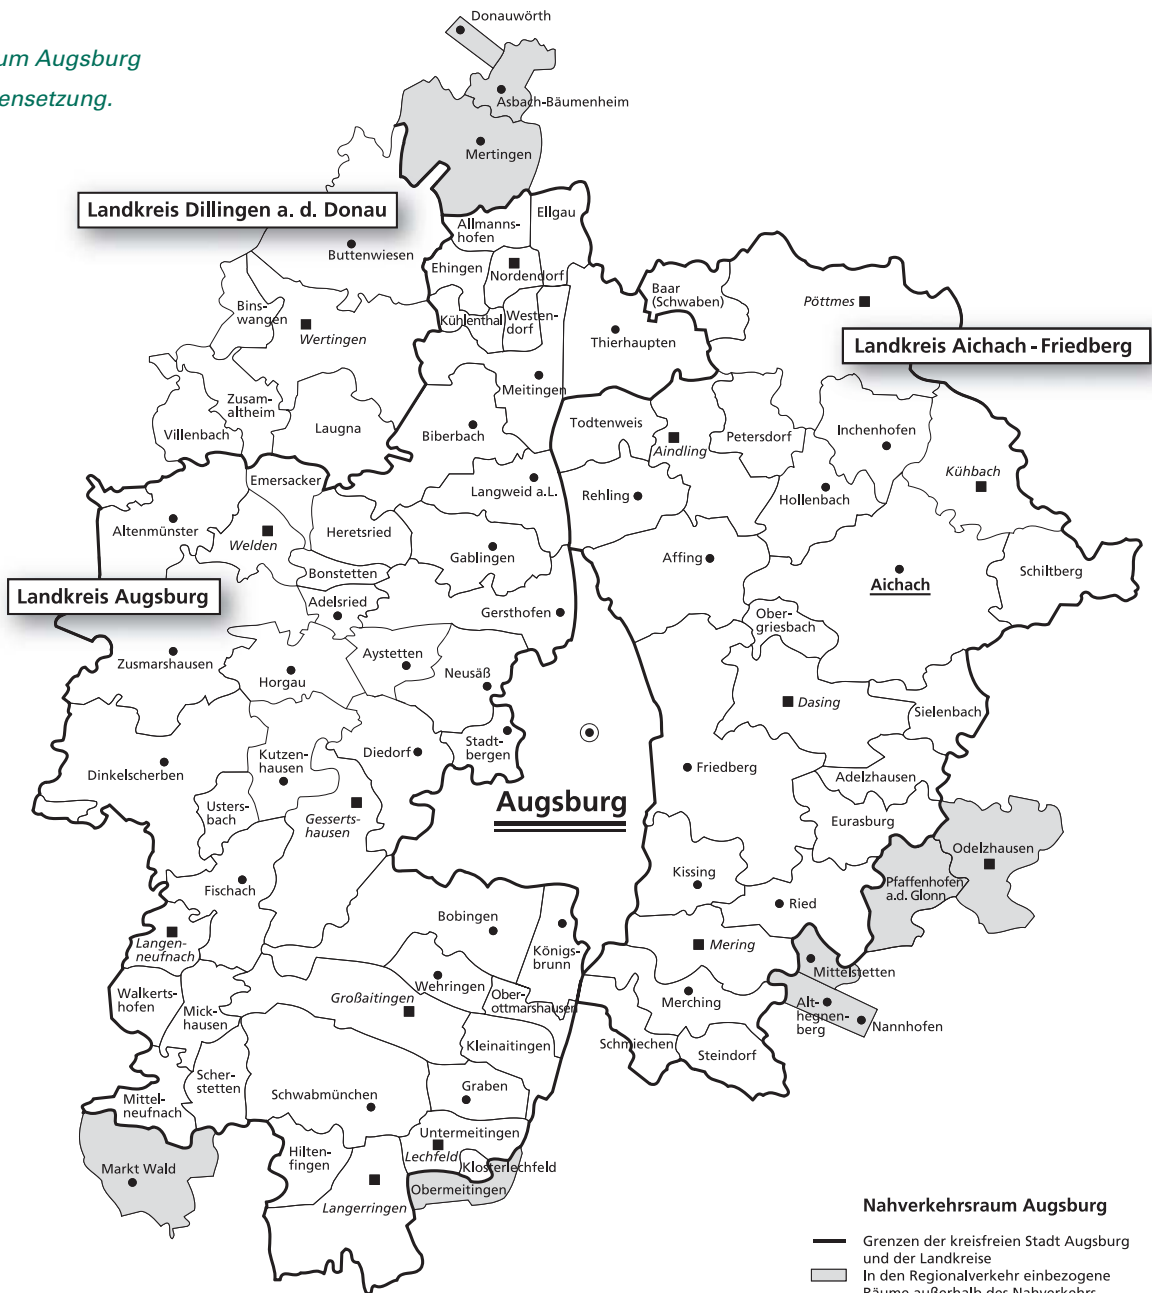 um Augsburg
ensetzung.
Donauwörth
Asbach-Bäumenheim
Mertingen
Landkreis Dillingen a. d. Donau
Allmanns-
hofen
Ellgau
Buttenwiesen
Ehingen
Nordendorf
Baar
(Schwaben)
Pöttmes
Bins-
wangen
Wertingen
Kühlenthal
Westen-
dorf
Thierhaupten
Landkreis Aichach - Friedberg
Meitingen
Zusam-
altheim
Villenbach
Laugna
Biberbach
Todtenweis
Aindling
Petersdorf
Inchenhofen
Emersacker
Langweid a.L.
Rehling
Hollenbach
Kühbach
Altenmünster
Welden
Heretsried
Gablingen
Affing
Aichach
Schiltberg
Bonstetten
Landkreis Augsburg
Adelsried
Gersthofen
Ober-
griesbach
Zusmarshausen
Horgau
Aystetten
Neusäß
Dasing
Sielenbach
Stadt-
bergen
Diedorf
Kutzen-
hausen
Dinkelscherben
Friedberg
Adelzhausen
Usters-
bach
Gesserts-
hausen
Augsburg
Eurasburg
Odelzhausen
Kissing
Pfaffenhofen
a.d. Glonn
Fischach
Ried
Bobingen
Königs-
brunn
Langen-
neufnach
Mering
Mittelstetten
Walkerts-
hofen
Mick-
hausen
Großaitingen
Wehringen
Ober-
ottmarshausen
Merching
Alt-
hegnen-
berg
Nannhofen
Kleinaitingen
Schmiechen
Steindorf
Scher-
stetten
Mittel-
neufnach
Schwabmünchen
Graben
Untermeitingen
Hilten-
fingen
Lechfeld
Klosterlechfeld
Markt Wald
Obermeitingen
Langerringen
Nahverkehrsraum Augsburg
Grenzen der kreisfreien Stadt Augsburg
und der Landkreise
In den Regionalverkehr einbezogene
Räume außerhalb des Nahverkehrs-